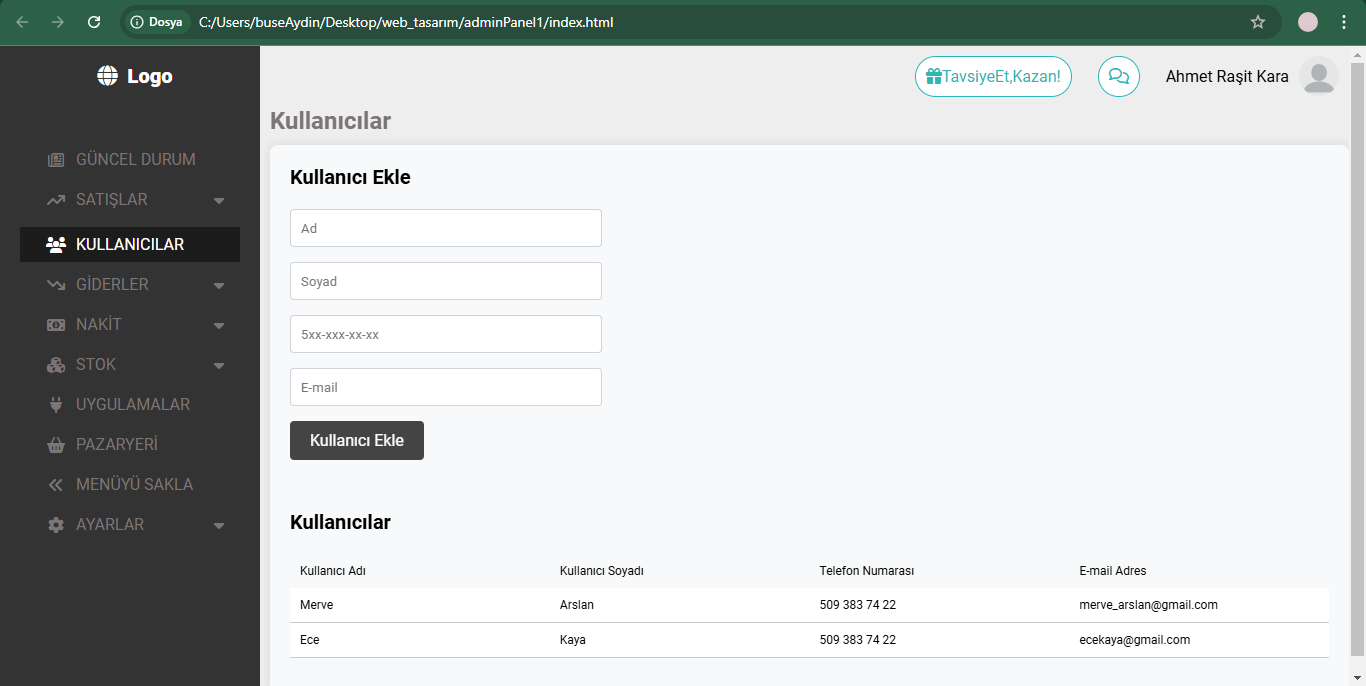 Dosya C:/Users/buseAydin/Desktop/web_tasarım/adminPanel1/index.html
Logo
TavsiyeEt,Kazan!
Ahmet Raşit Kara
GÜNCEL DURUM
SATIŞLAR
KULLANICILAR
GİDERLER
NAKİT
STOK
UYGULAMALAR
PAZARYERİ
MENÜYÜ SAKLA
AYARLAR
Kullanıcılar
Kullanıcı Ekle
Ad
Soyad
5xx-xxx-xx-xx
E-mail
Kullanıcı Ekle
Kullanıcılar
Kullanıcı Adı Kullanıcı Soyadı Telefon Numarası E-mail Adres
Merve Arslan 509 383 74 22 merve_arslan@gmail.com
Ece Kaya 509 383 74 22 ecekaya@gmail.com